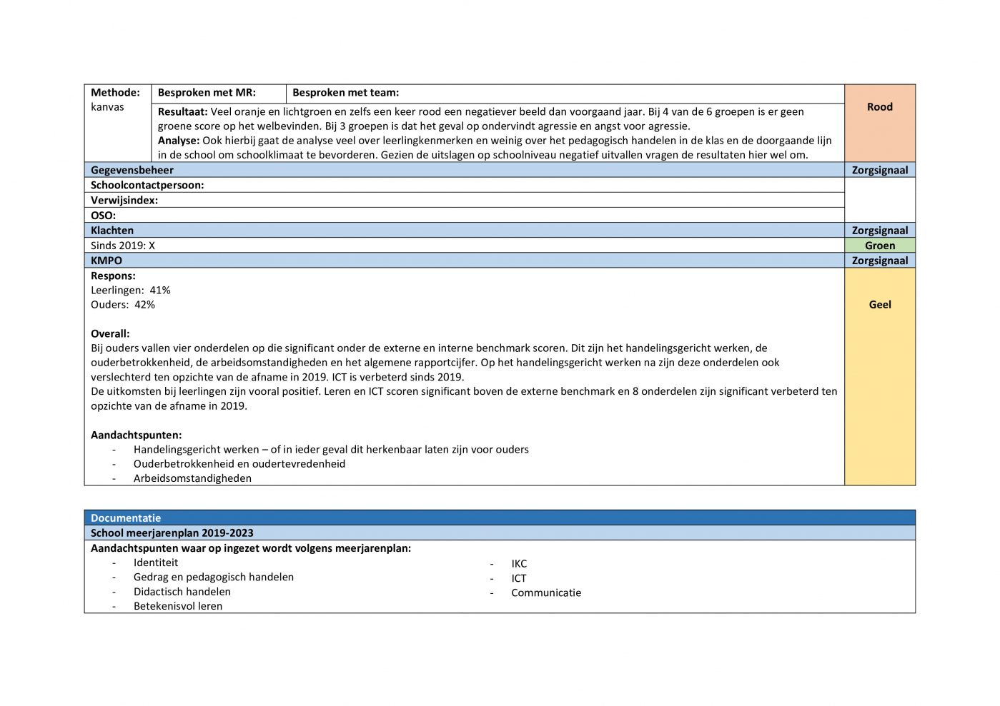 Methode:
kanvas
Besproken met MR:
Besproken met team:
Rood
Resultaat: Veel oranje en lichtgroen en zelfs een keer rood een negatiever beeld dan voorgaand jaar. Bij 4 van de 6 groepen is er geen
groene score op het welbevinden. Bij 3 groepen is dat het geval op ondervindt agressie en angst voor agressie.
Analyse: Ook hierbij gaat de analyse veel over leerlingkenmerken en weinig over het pedagogisch handelen in de klas en de doorgaande lijn
in de school om schoolklimaat te bevorderen. Gezien de uitslagen op schoolniveau negatief uitvallen vragen de resultaten hier wel om.
Gegevensbeheer
Zorgsignaal
Schoolcontactpersoon:
Verwijsindex:
OSO:
Klachten
Zorgsignaal
Sinds 2019: X
Groen
KMPO
Zorgsignaal
Respons:
Leerlingen: 41%
Ouders: 42%
Geel
Overall:
Bij ouders vallen vier onderdelen op die significant onder de externe en interne benchmark scoren. Dit zijn het handelingsgericht werken, de
ouderbetrokkenheid, de arbeidsomstandigheden en het algemene rapportcijfer. Op het handelingsgericht werken na zijn deze onderdelen ook
verslechterd ten opzichte van de afname in 2019. ICT is verbeterd sinds 2019.
De uitkomsten bij leerlingen zijn vooral positief. Leren en ICT scoren significant boven de externe benchmark en 8 onderdelen zijn significant verbeterd ten
opzichte van de afname in 2019.
Aandachtspunten:
- Handelingsgericht werken – of in ieder geval dit herkenbaar laten zijn voor ouders
- Ouderbetrokkenheid en oudertevredenheid
- Arbeidsomstandigheden
Documentatie
School meerjarenplan 2019-2023
Aandachtspunten waar op ingezet wordt volgens meerjarenplan:
- Identiteit
- Gedrag en pedagogisch handelen
- Didactisch handelen
- Betekenisvol leren
- IKC
- ICT
- Communicatie